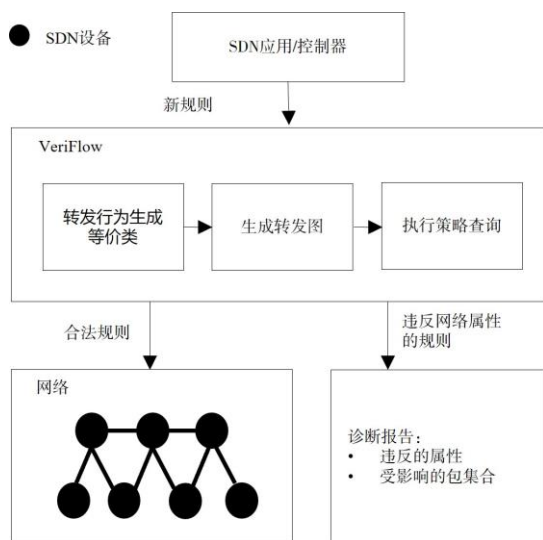 SDN设备
SDN应用/控制器
新规则
VeriFlow
转发行为生成
等价类
生成转发图
执行策略查询
合法规则
违反网络属性
的规则
网络
诊断报告：
• 违反的属性
• 受影响的包集合